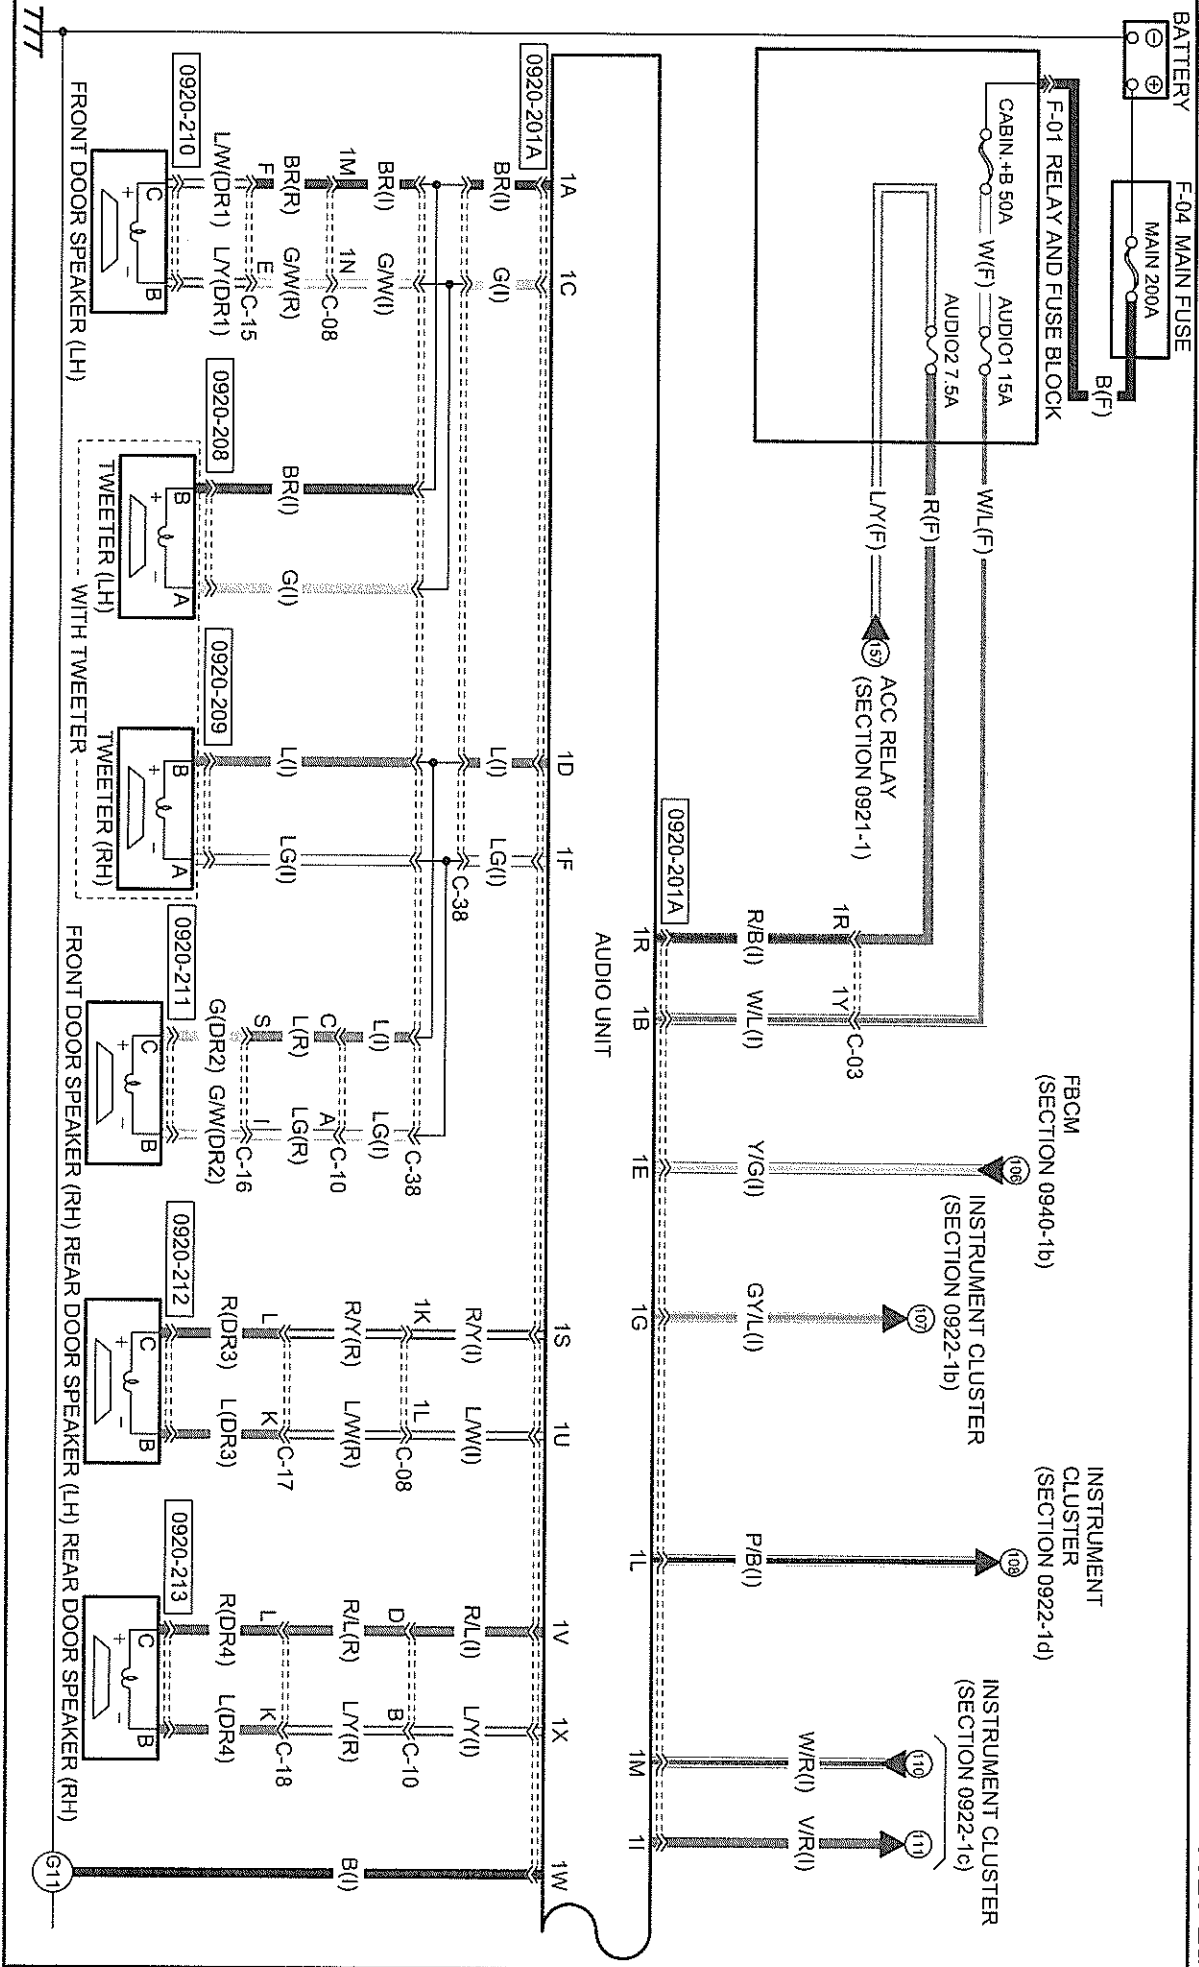 BATTERY
F-04 MAIN FUSE
MAIN 200A
B(F)
F-01 RELAY AND FUSE BLOCK
CABIN.+B 50A
W(F)
AUDIO1 15A
AUDIO2 7.5A
W/L(F)
R(F)
L/Y(F)
157
ACC RELAY
(SECTION 0921-1)
FBCM
(SECTION 0940-1b)
106
INSTRUMENT CLUSTER
(SECTION 0922-1b)
107
INSTRUMENT
CLUSTER
(SECTION 0922-1d)
108
INSTRUMENT CLUSTER
(SECTION 0922-1c)
110
111
1R
1Y
C-03
R/B(I)
W/L(I)
Y/G(I)
GY/L(I)
P/B(I)
W/R(I)
V/R(I)
0920-201A
1R
1B
1E
1G
1L
1M
1I
AUDIO UNIT
0920-201A
1A
1C
1D
1F
1S
1U
1V
1X
1W
BR(I)
G(I)
L(I)
LG(I)
C-38
R/Y(I)
L/W(I)
R/L(I)
L/Y(I)
B(I)
BR(I)
G/W(I)
L(I)
LG(I)
C-38
1M
1N
C-08
C
A
C-10
1K
1L
C-08
D
B
C-10
BR(R)
G/W(R)
BR(I)
G(I)
L(I)
LG(I)
L(R)
LG(R)
R/Y(R)
L/W(R)
R/L(R)
L/Y(R)
F
E
C-15
S
I
C-16
L
K
C-17
L
K
C-18
L/W(DR1)
L/Y(DR1)
G(DR2)
G/W(DR2)
R(DR3)
L(DR3)
R(DR4)
L(DR4)
0920-210
0920-208
0920-209
0920-211
0920-212
0920-213
C
B
B
A
B
A
C
B
C
B
C
B
TWEETER (LH)
TWEETER (RH)
WITH TWEETER
FRONT DOOR SPEAKER (LH)
FRONT DOOR SPEAKER (RH)
REAR DOOR SPEAKER (LH)
REAR DOOR SPEAKER (RH)
G11